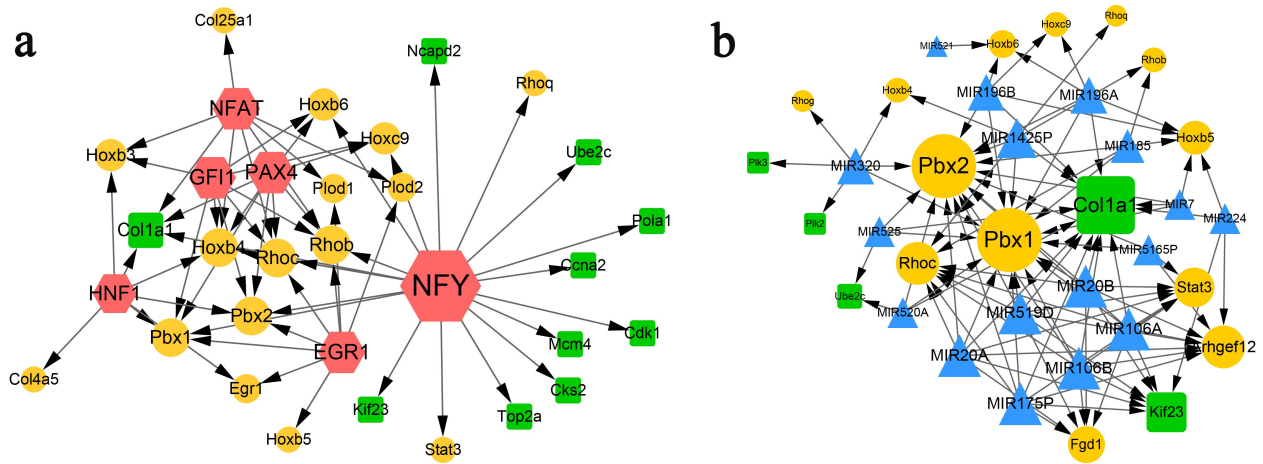 a
Col25a1
Ncapd2
NFAT
Hoxb6
Rhoq
Hoxb3
Hoxc9
Ube2c
GFI1
PAX4
Plod1
Plod2
Col1a1
Pola1
Hoxb4
Rhoc
Rhob
Ccna2
HNF1
NFY
Pbx2
Pbx1
EGR1
Mcm4
Cdk1
Col4a5
Egr1
Cks2
Kif23
Top2a
Hoxb5
Stat3
b
Hoxc9
Rhoq
MIR521
Hoxb6
Rhob
Rhog
Hoxb4
MIR196B
MIR196A
MIR1425P
MIR185
Hoxb5
Plk3
MIR320
Pbx2
Col1a1
MIR7
MIR224
Plk2
MIR525
Pbx1
MIR5165P
Rhoc
Stat3
Ube2c
MIR520A
MIR20B
MIR519D
MIR106A
Arhgef12
MIR20A
MIR106B
MIR175P
Kif23
Fgd1